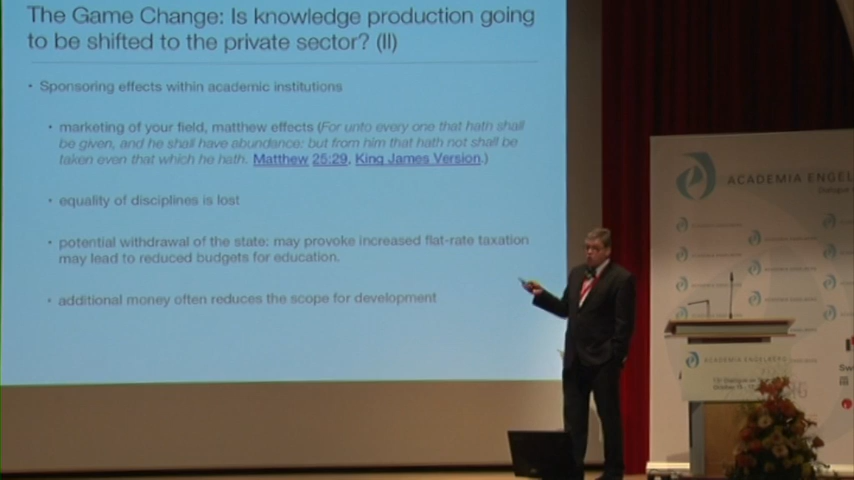 The Game Change: Is knowledge production going
to be shifted to the private sector? (II)
• Sponsoring effects within academic institutions
• marketing of your field, matthew effects (For unto every one that hath shall
be given, and he shall have abundance: but from him that hath not shall be
taken even that which he hath. Matthew 25:29, King James Version.)
• equality of disciplines is lost
• potential withdrawal of the state; may provoke increased flat-rate taxation
may lead to reduced budgets for education.
• additional money often reduces the scope for development
ACADEMIA ENGELB
Dialogue
ACADEMIA ENGELBERG